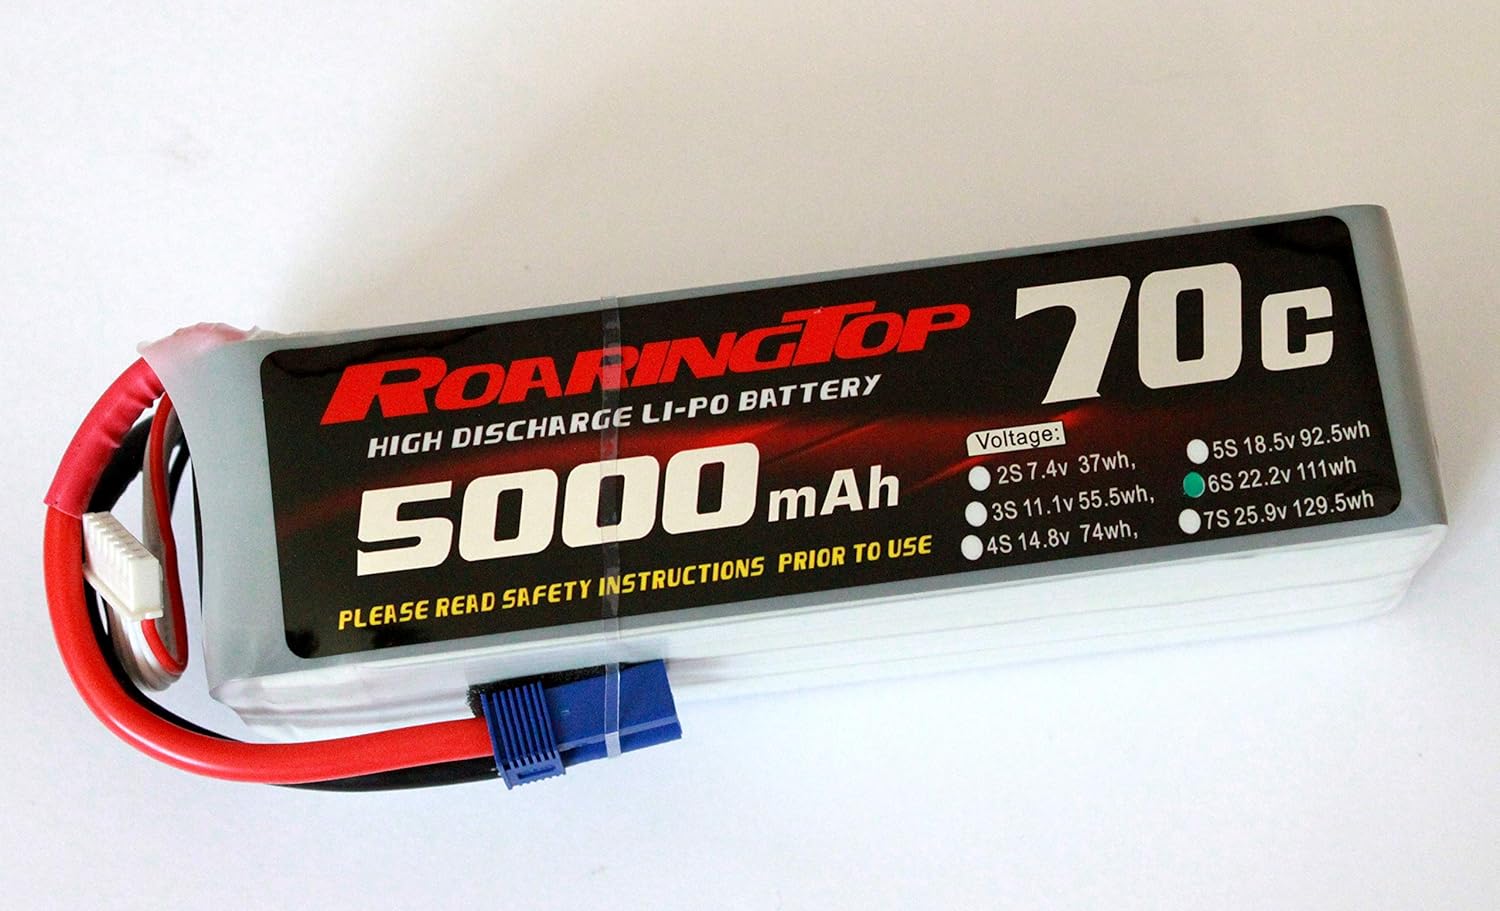 ROARINGTOP
70c
HIGH DISCHARGE LI-PO BATTERY
5000mAh
PLEASE READ SAFETY INSTRUCTIONS PRIOR TO USE
Voltage:
2S 7.4v 37wh,
3S 11.1v 55.5wh,
4S 14.8v 74wh,
5S 18.5v 92.5wh
6S 22.2v 111wh
7S 25.9v 129.5wh